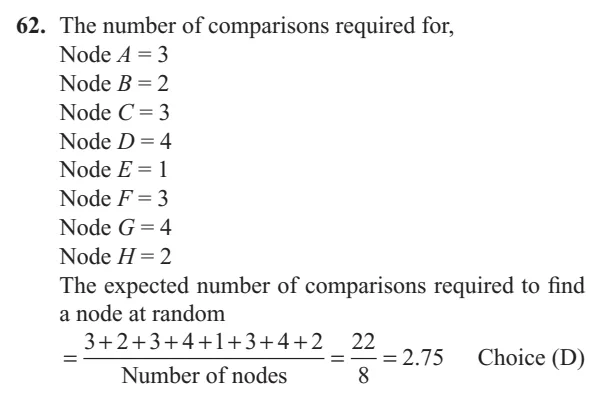 62. The number of comparisons required for,
Node A = 3
Node B = 2
Node C = 3
Node D = 4
Node E = 1
Node F = 3
Node G = 4
Node H = 2
The expected number of comparisons required to find
a node at random
= 3+2+3+4+1+3+4+2 / Number of nodes = 22 / 8 = 2.75 Choice (D)